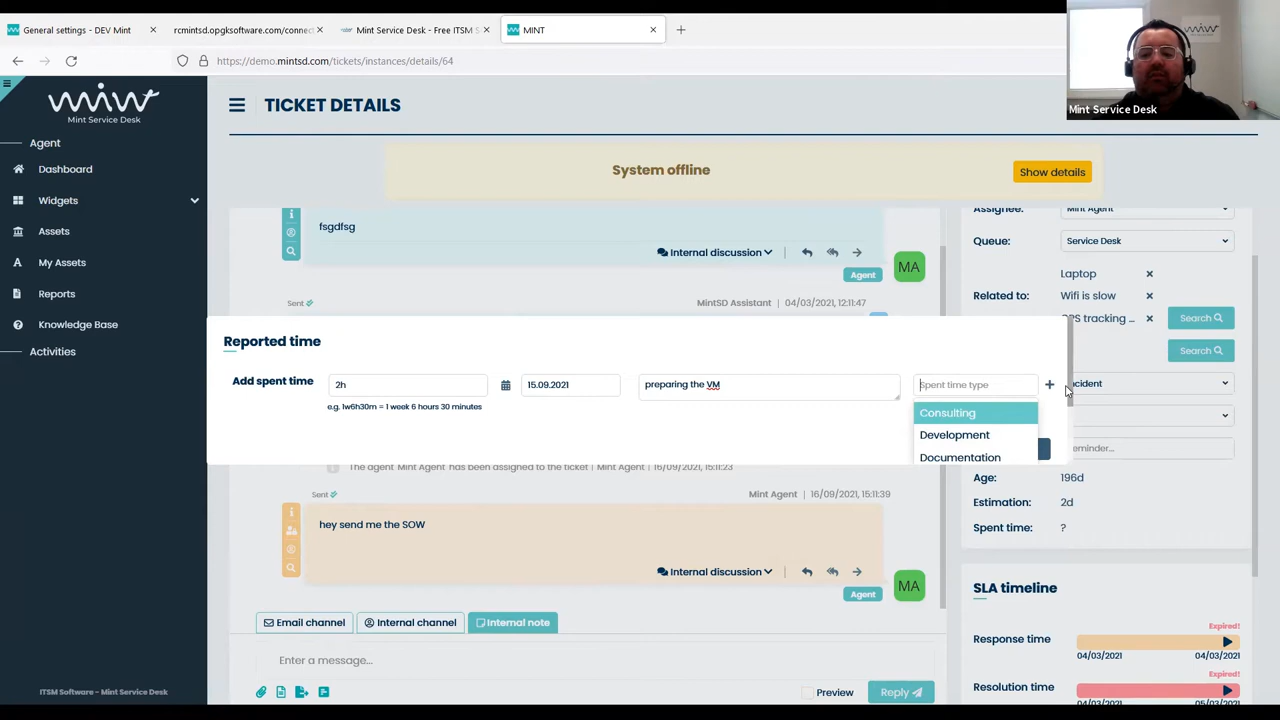 General settings - DEV Mint
rcmintsd.opgksoftware.com/connec
Mint Service Desk - Free ITSM S
MINT
https://demo.mintsd.com/tickets/instances/details/64
miw
Mint Service Desk
miw
Mint Service Desk
TICKET DETAILS
Agent
Dashboard
Widgets
Assets
My Assets
Reports
Knowledge Base
Activities
ITSM Software - Mint Service Desk
System offline
Show details
fsgdfsg
Internal discussion
Agent
MA
Sent
MintSD Assistant | 04/03/2021, 12:11:47
Assignee:
Mint Agent
Queue:
Service Desk
Laptop
Related to:
Wifi is slow
GPS tracking ...
Search
Search
Reported time
Add spent time
2h
15.09.2021
preparing the VM
Spent time type
e.g. 1w6h30m = 1 week 6 hours 30 minutes
Consulting
Development
Documentation
The agent Mint Agent has been assigned to the ticket | Mint Agent | 16/09/2021, 15:11:23
Sent
Mint Agent | 16/09/2021, 15:11:39
hey send me the SOW
Internal discussion
Agent
MA
Email channel
Internal channel
Internal note
Enter a message...
Preview
Reply
Age:
196d
Estimation:
2d
Spent time:
?
SLA timeline
Expired!
Response time
04/03/2021
04/03/2021
Expired!
Resolution time